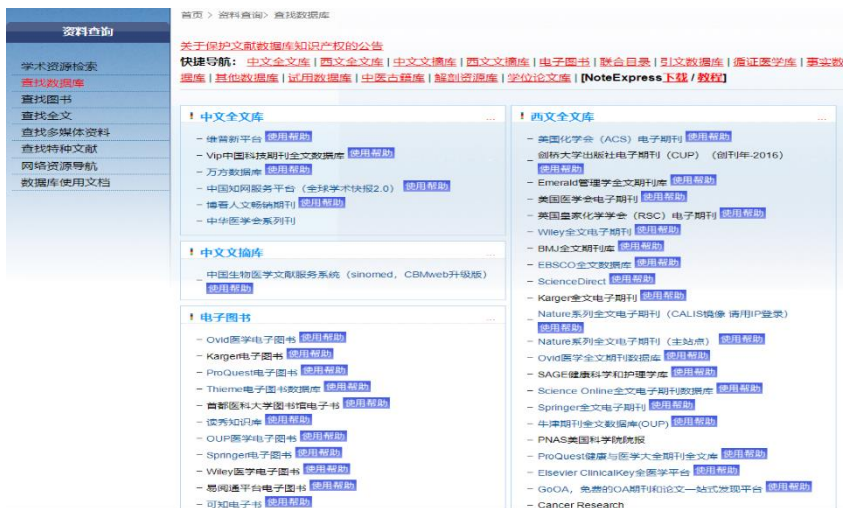 首页 > 资料查询> 查找数据库
资料查询
学术资源检索
查找数据库
查找图书
查找全文
查找多媒体资料
查找特种文献
网络资源导航
数据库使用文档
关于保护文献数据库知识产权的公告
快捷导航： 中文全文库 | 西文全文库 | 中文文摘库 | 西文文摘库 | 电子图书 | 联合目录 | 引文数据库 | 循证医学库 | 事实数
据库 | 其他数据库 | 试用数据库 | 中医古籍库 | 解剖资源库 | 学位论文库 | [NoteExpress下载 / 教程]
! 中文全文库 ...
– 维普新平台 使用帮助
– Vip中国科技期刊全文数据库 使用帮助
– 万方数据库 使用帮助
– 中国知网服务平台（全球学术快报2.0） 使用帮助
– 博看人文畅销期刊 使用帮助
– 中华医学会系列刊
! 中文文摘库
– 中国生物医学文献服务系统（sinomed，CBMweb升级版）
使用帮助
! 电子图书 ...
– Ovid医学电子图书 使用帮助
– Karger电子图书 使用帮助
– ProQuest电子图书 使用帮助
– Thieme电子图书数据库 使用帮助
– 首都医科大学图书馆电子书 使用帮助
– 读秀知识库 使用帮助
– OUP医学电子图书 使用帮助
– Springer电子图书 使用帮助
– Wiley医学电子图书 使用帮助
– 易阅通平台电子图书 使用帮助
– 可知电子书 使用帮助
! 西文全文库 ...
– 美国化学会（ACS）电子期刊 使用帮助
– 剑桥大学出版社电子期刊（CUP）（创刊年-2016）
使用帮助
– Emerald管理学全文期刊库 使用帮助
– 美国医学会电子期刊 使用帮助
– 英国皇家化学学会（RSC）电子期刊 使用帮助
– Wiley全文电子期刊 使用帮助
– BMJ全文期刊库 使用帮助
– EBSCO全文数据库 使用帮助
– ScienceDirect 使用帮助
– Karger全文电子期刊 使用帮助
– Nature系列全文电子期刊（CALIS镜像 请用IP登录）
使用帮助
– Nature系列全文电子期刊（主站点） 使用帮助
– Ovid医学全文期刊数据库 使用帮助
– SAGE健康科学和护理学库 使用帮助
– Science Online全文电子期刊数据库 使用帮助
– Springer全文电子期刊 使用帮助
– 牛津期刊全文数据库(OUP) 使用帮助
– PNAS美国科学院院报
– ProQuest健康与医学大全期刊全文库 使用帮助
– Elsevier ClinicalKey全医学平台 使用帮助
– GoOA，免费的OA期刊和论文一站式发现平台 使用帮助
– Cancer Research